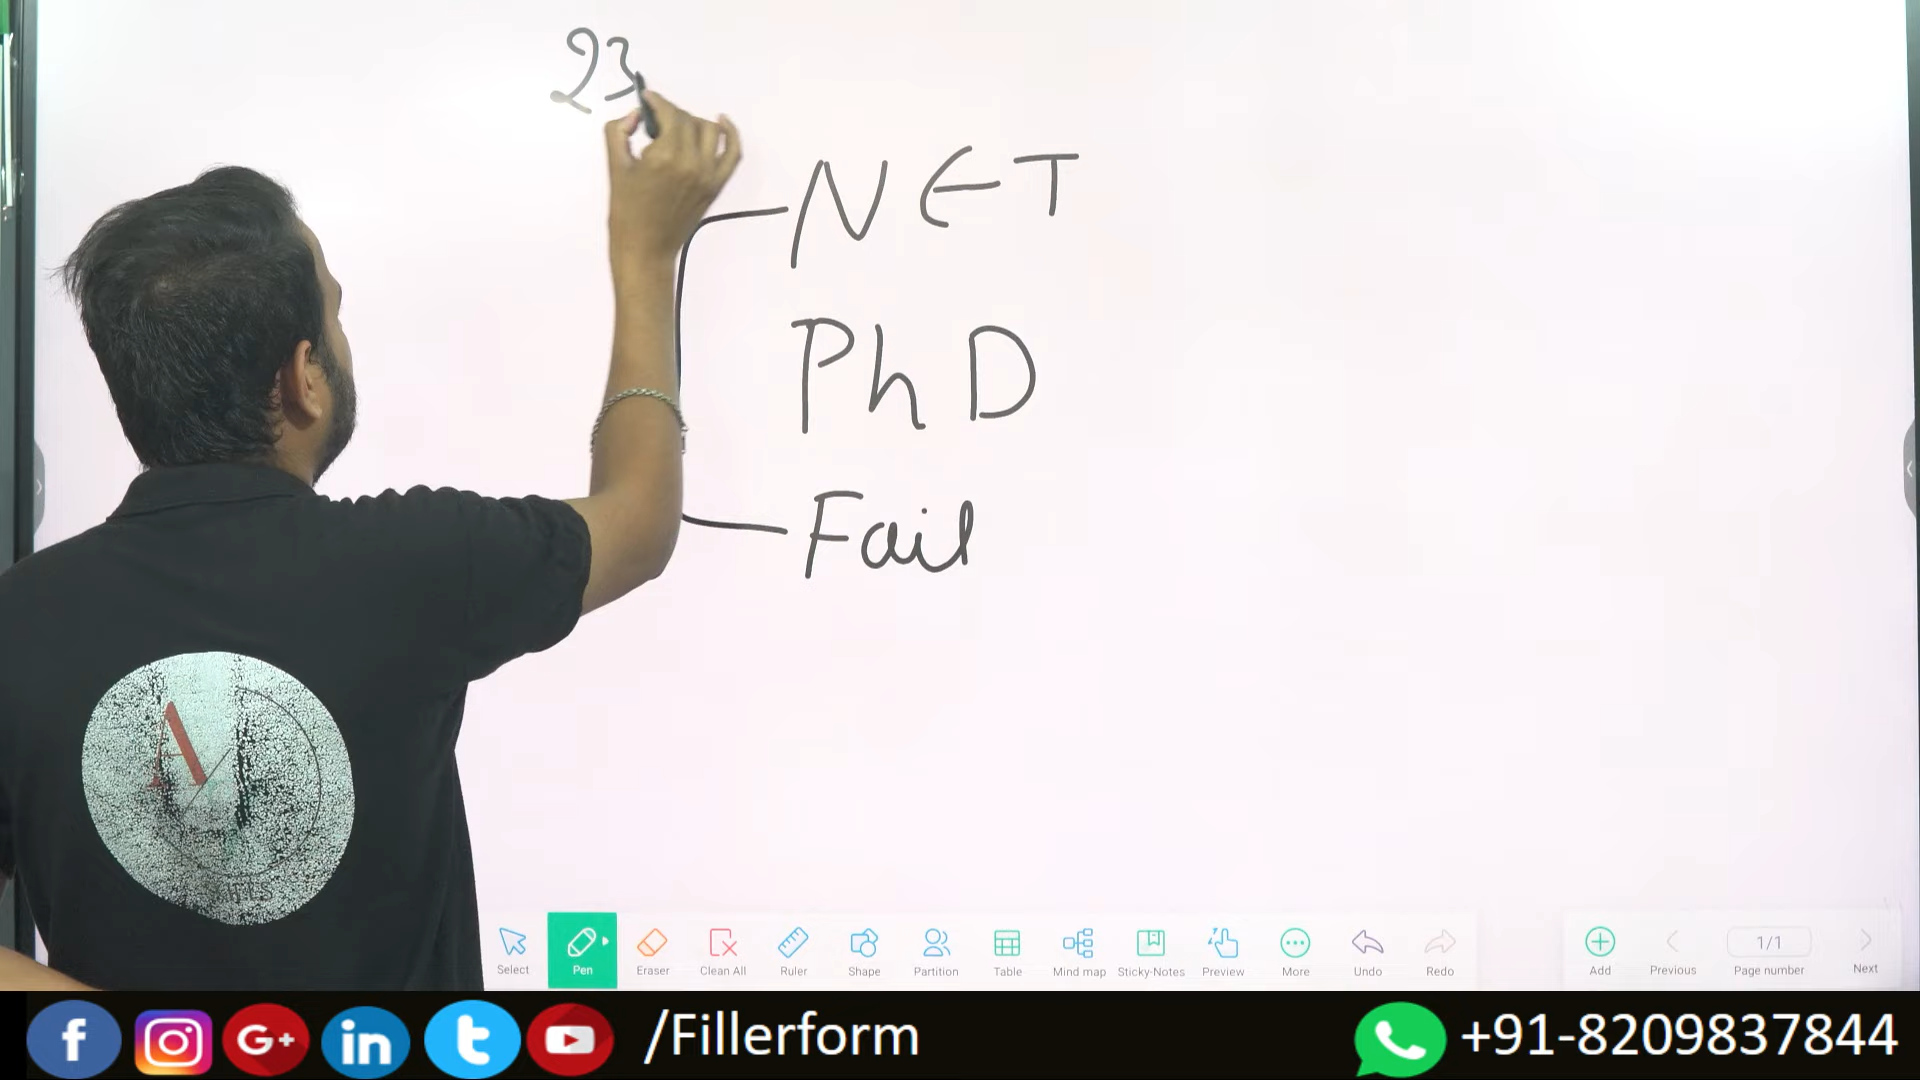 23
NET
PhD
Fail
A
Select
Pen
Eraser
Clean All
Ruler
Shape
Partition
Table
Mind map
Sticky-Notes
Preview
More
Undo
Redo
Add
Previous
1/1
Page number
Next
f
G+
in
/Fillerform
+91-8209837844